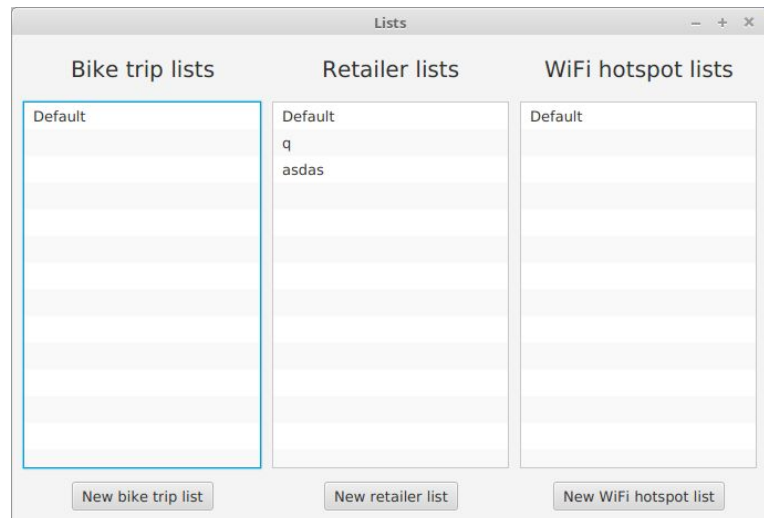 Lists
Bike trip lists
Retailer lists
WiFi hotspot lists
Default
Default
q
asdas
Default
New bike trip list
New retailer list
New WiFi hotspot list